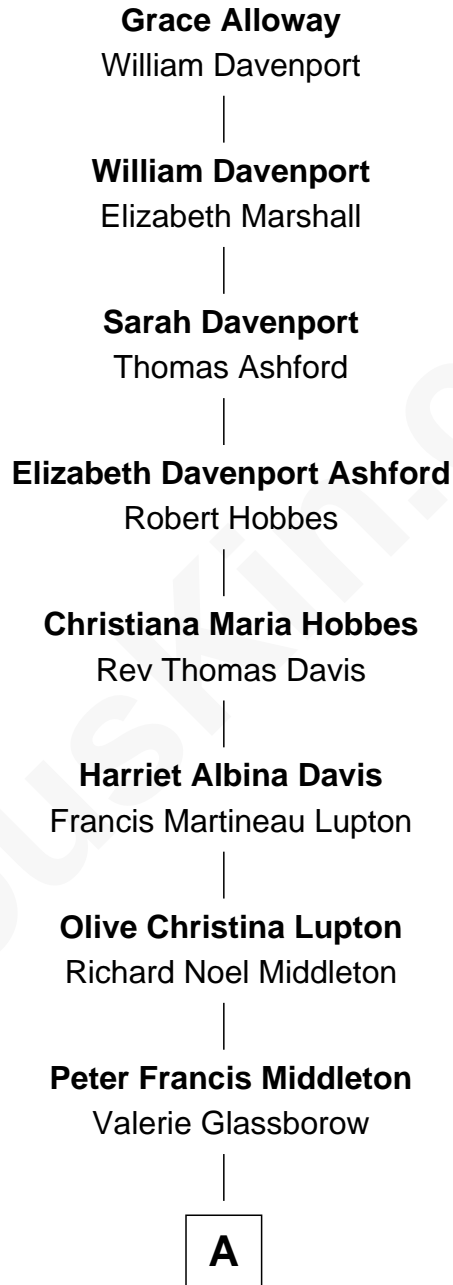 Grace Alloway
William Davenport
William Davenport
Elizabeth Marshall
Sarah Davenport
Thomas Ashford
Elizabeth Davenport Ashford
Robert Hobbes
Christiana Maria Hobbes
Rev Thomas Davis
Harriet Albina Davis
Francis Martineau Lupton
Olive Christina Lupton
Richard Noel Middleton
Peter Francis Middleton
Valerie Glassborow
A